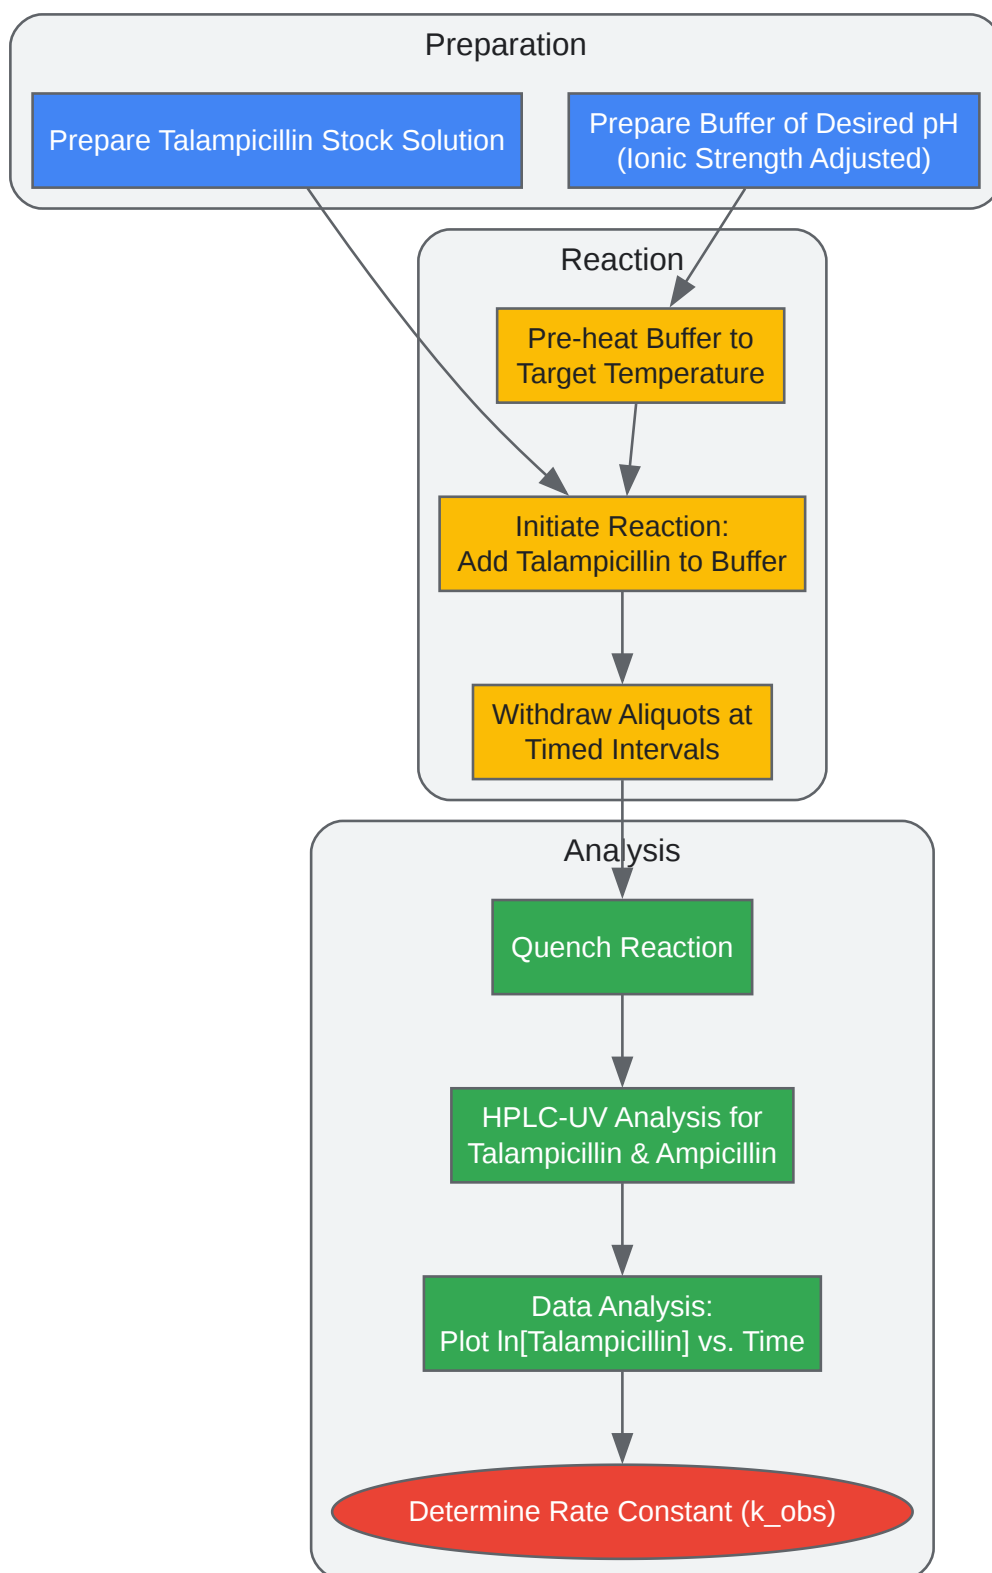 Preparation
Prepare Talampicillin Stock Solution
Prepare Buffer of Desired pH
(Ionic Strength Adjusted)
Reaction
Pre-heat Buffer to
Target Temperature
Initiate Reaction:
Add Talampicillin to Buffer
Withdraw Aliquots at
Timed Intervals
Analysis
Quench Reaction
HPLC-UV Analysis for
Talampicillin & Ampicillin
Data Analysis:
Plot ln[Talampicillin] vs. Time
Determine Rate Constant (k_obs)